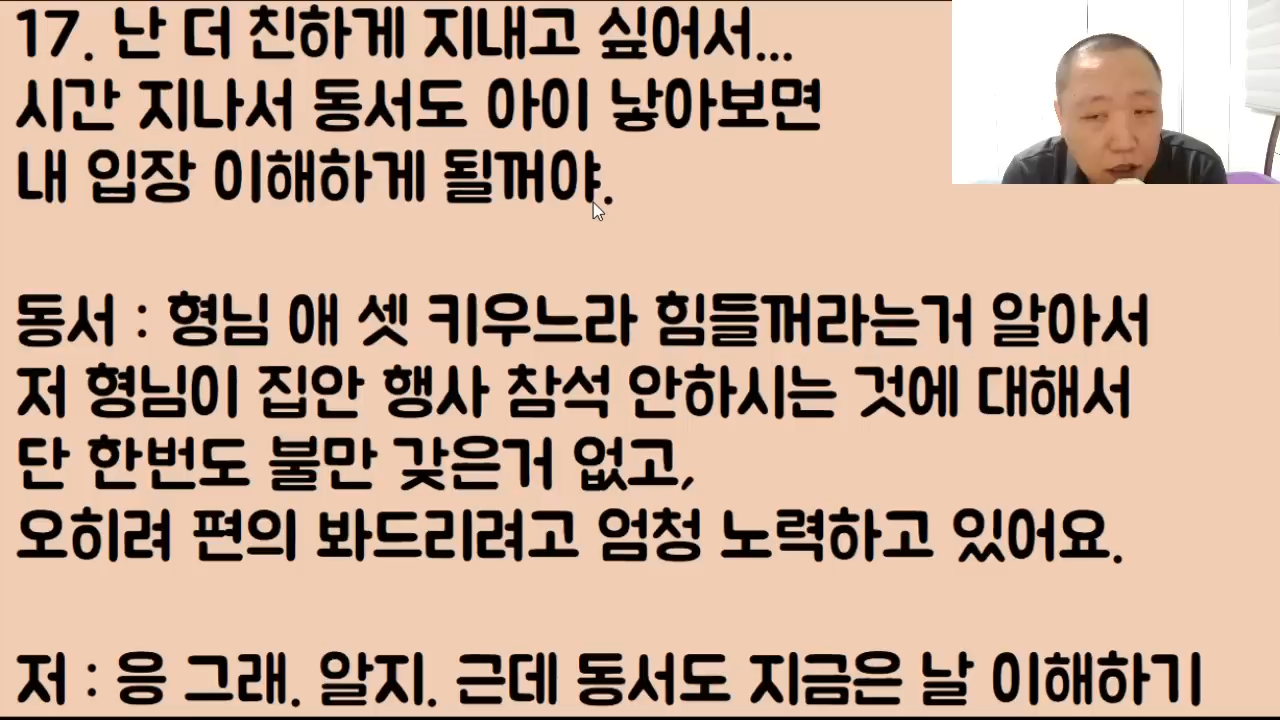 17. 난 더 친하게 지내고 싶어서...
시간 지나서 동서도 아이 낳아보면
내 입장 이해하게 될꺼야.
동서 : 형님 애 셋 키우느라 힘들꺼라는거 알아서
저 형님이 집안 행사 참석 안하시는 것에 대해서
단 한번도 불만 갖은거 없고,
오히려 편의 봐드리려고 엄청 노력하고 있어요.
저 : 응 그래. 알지. 근데 동서도 지금은 날 이해하기